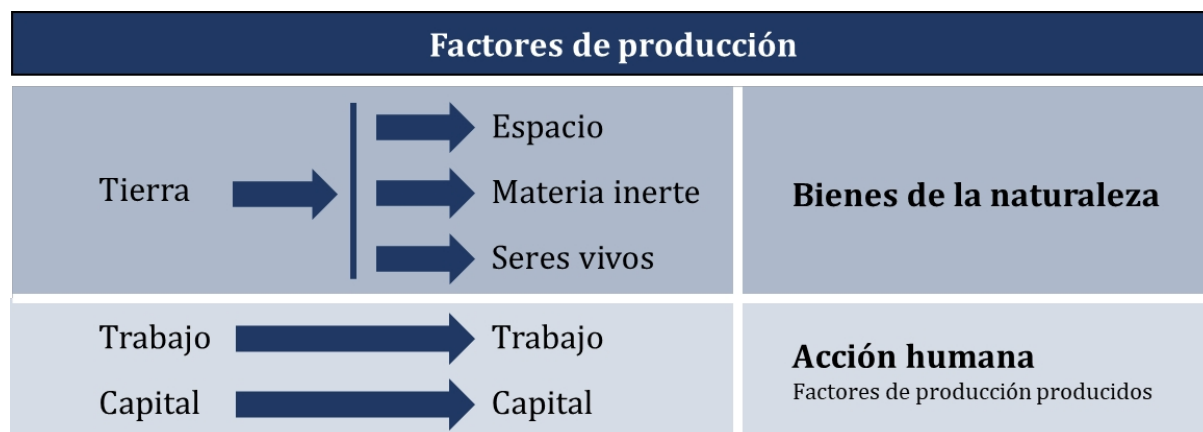 Factores de producción
Tierra
Espacio
Materia inerte
Seres vivos
Bienes de la naturaleza
Trabajo
Trabajo
Capital
Capital
Acción humana
Factores de producción producidos